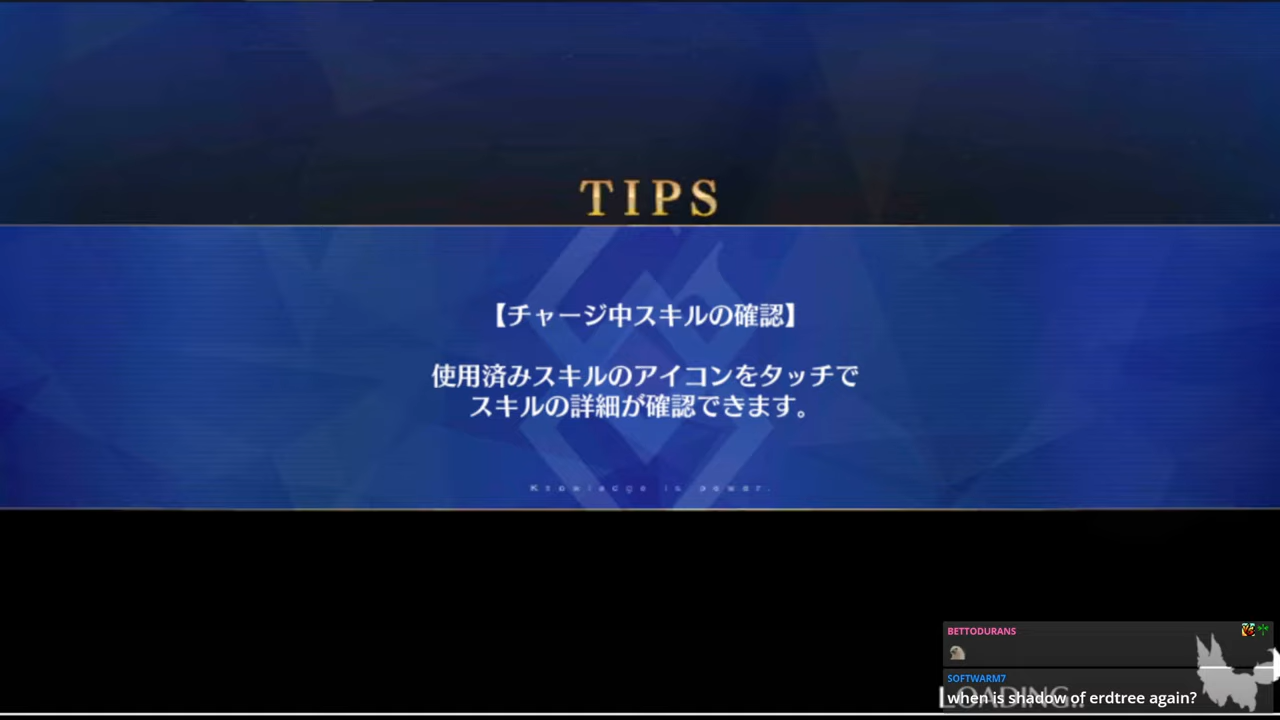 TIPS
【チャージ中スキルの確認】
使用済みスキルのアイコンをタッチで
スキルの詳細が確認できます。
Knowledge is power.
BETTODURANS
SOFTWARM7
LOADING..
when is shadow of erdtree again?